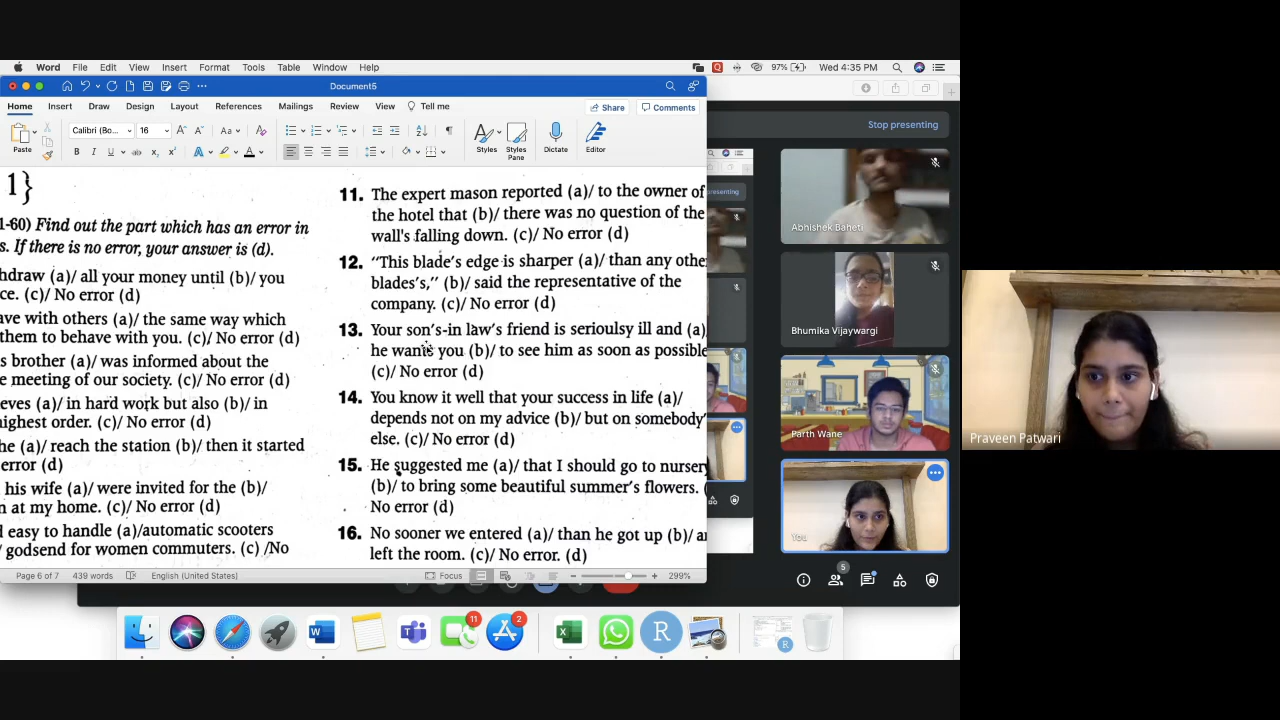 Word File Edit View Insert Format Tools Table Window Help
97% Wed 4:35 PM
Document5
Home Insert Draw Design Layout References Mailings Review View Tell me
Share Comments
Stop presenting
Paste
Calibri (Bo... 16
Aa
B I U ab x₂ x² A A
Styles
Styles Pane
Dictate
Editor
1}
1-60) Find out the part which has an error in
s. If there is no error, your answer is (d).
hdraw (a)/ all your money until (b)/ you
ce. (c)/ No error (d)
ave with others (a)/ the same way which
them to behave with you. (c)/ No error (d)
s brother (a)/ was informed about the
e meeting of our society. (c)/ No error (d)
eves (a)/ in hard work but also (b)/ in
ighest order. (c)/ No error (d)
he (a)/ reach the station (b)/ then it started
error (d)
his wife (a)/ were invited for the (b)/
n at my home. (c)/ No error (d)
d easy to handle (a)/automatic scooters
/ godsend for women commuters. (c) /No
11. The expert mason reported (a)/ to the owner of
the hotel that (b)/ there was no question of the
wall's falling down. (c)/ No error (d)
12. "This blade's edge is sharper (a)/ than any othe
blades's," (b)/ said the representative of the
company. (c)/ No error (d)
13. Your son's-in law's friend is serioulsy ill and (a)
he wants you (b)/ to see him as soon as possible
(c)/ No error (d)
14. You know it well that your success in life (a)/
depends not on my advice (b)/ but on somebody'
else. (c)/ No error (d)
15. He suggested me (a)/ that I should go to nursery
(b)/ to bring some beautiful summer's flowers. (
No error (d)
16. No sooner we entered (a)/ than he got up (b)/ a
left the room. (c)/ No error. (d)
Page 6 of 7 439 words English (United States)
Focus
299%
presenting
Abhishek Baheti
Bhumika Vijaywargi
Parth Wane
You
5
Praveen Patwari
11
2